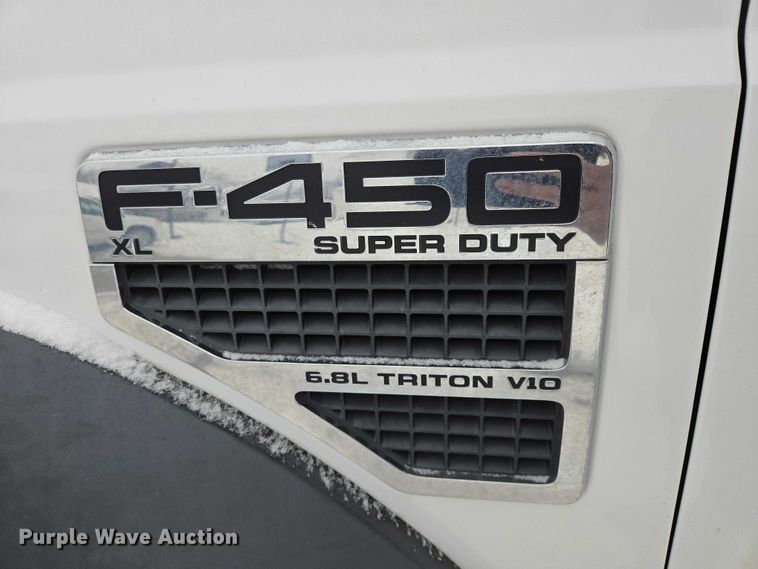 F-450
XL SUPER DUTY
6.8L TRITON V10
Purple Wave Auction